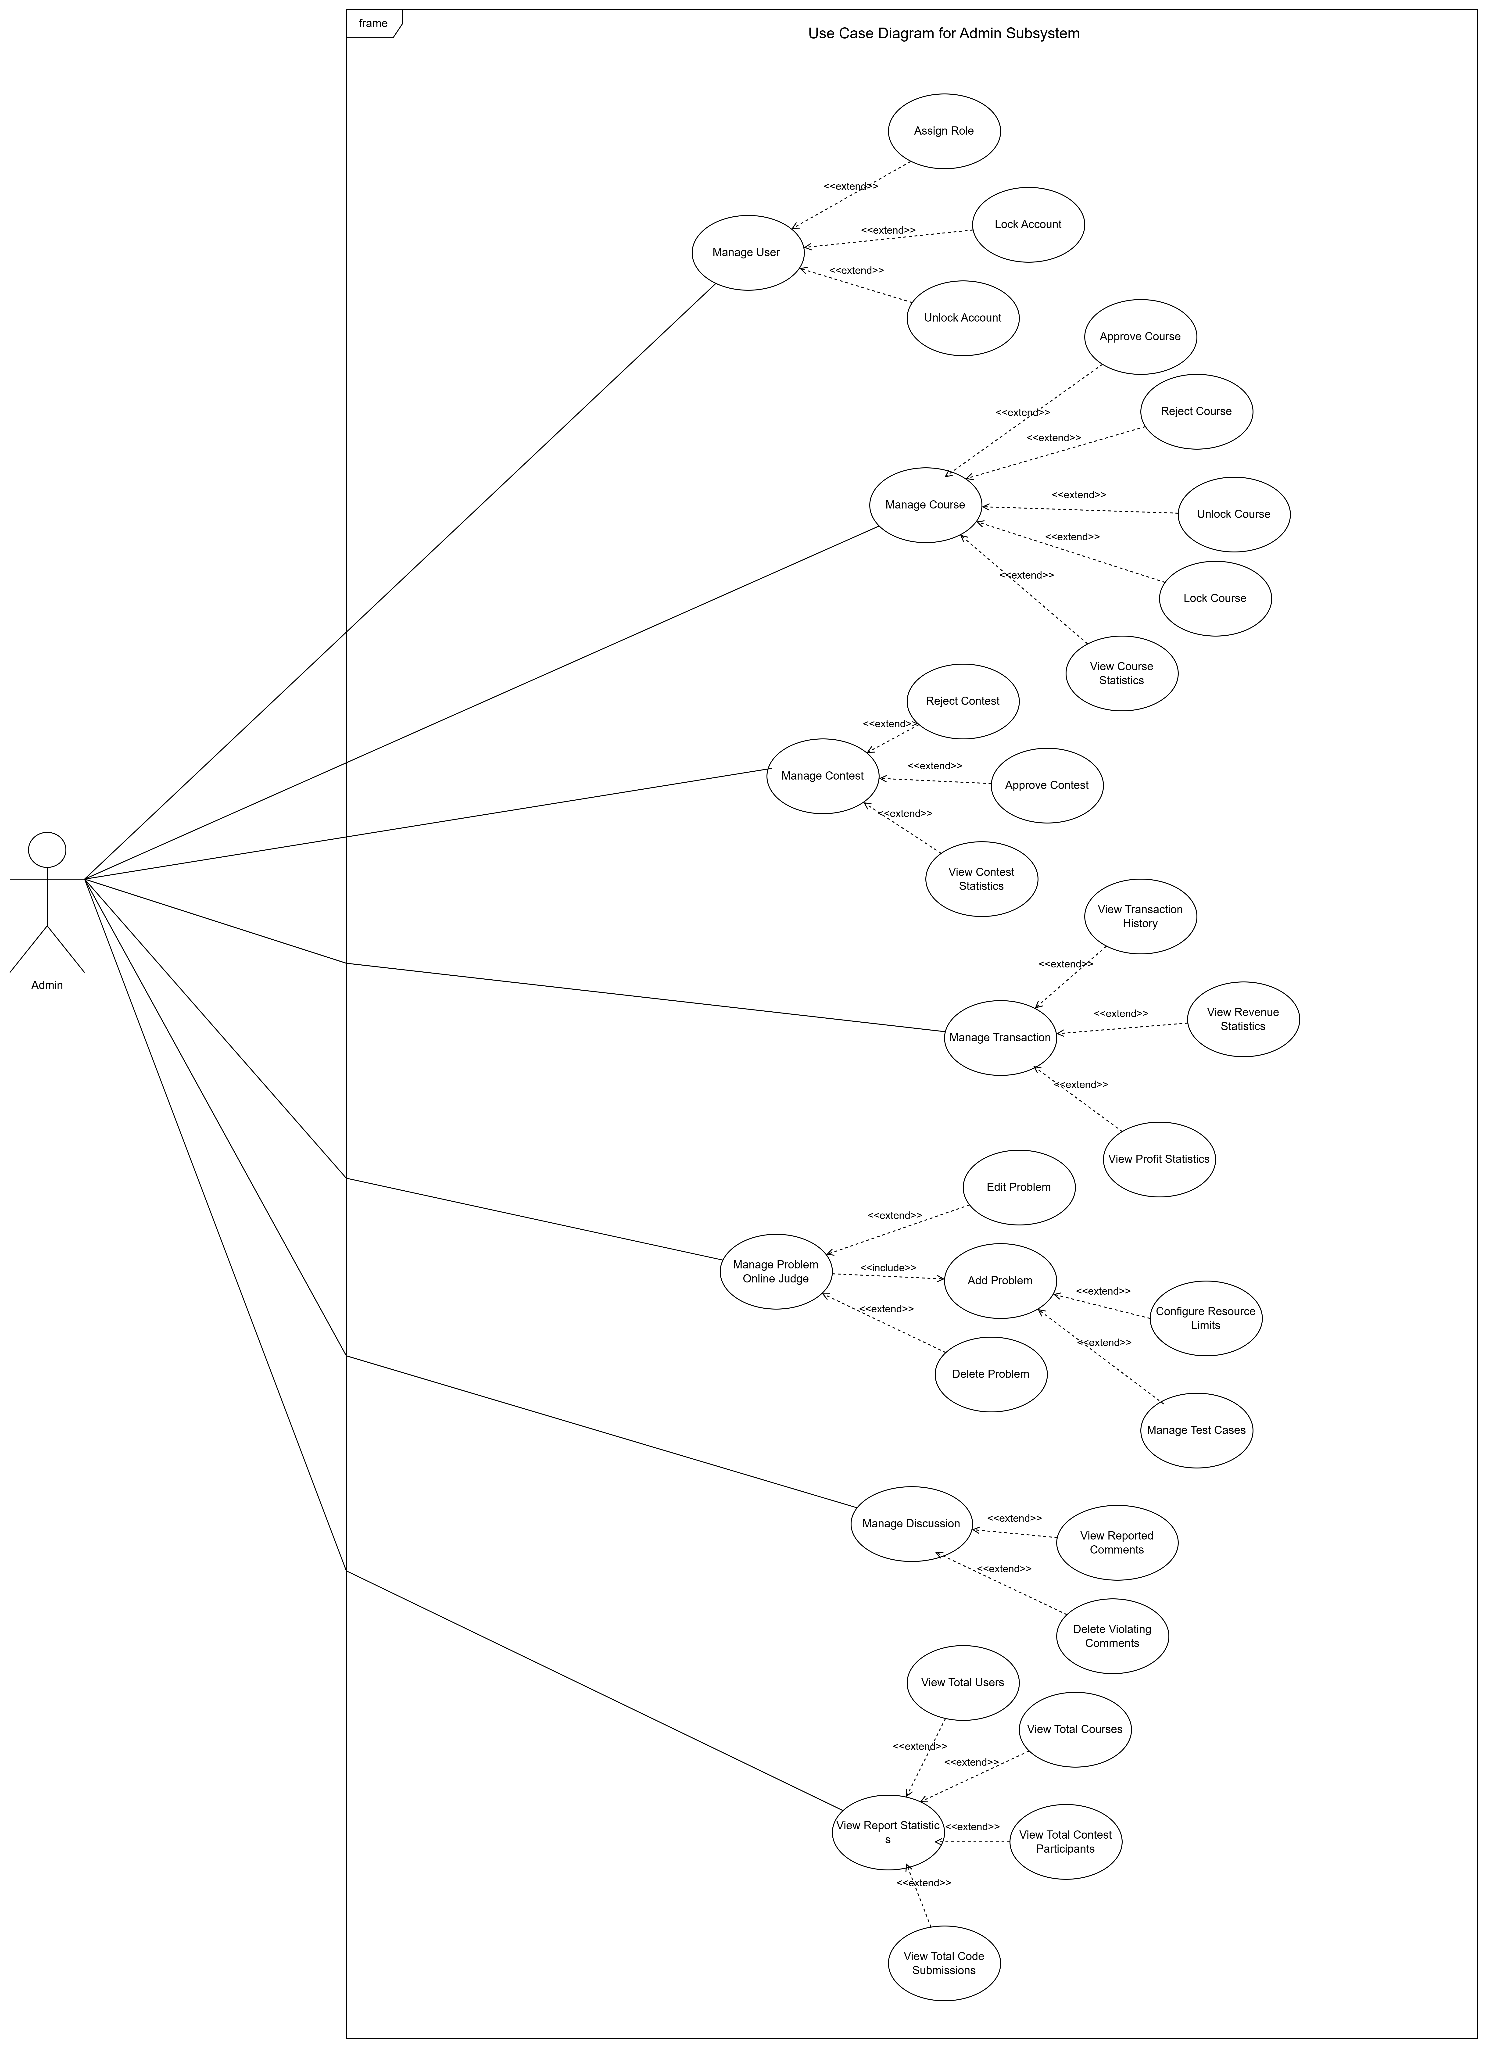 frame
Use Case Diagram for Admin Subsystem
Assign Role
<<extend>>
Lock Account
<<extend>>
Manage User
<<extend>>
Unlock Account
Approve Course
<<extend>>
Reject Course
<<extend>>
Manage Course
<<extend>>
Unlock Course
<<extend>>
Lock Course
<<extend>>
View Course
Statistics
Reject Contest
<<extend>>
Manage Contest
<<extend>>
Approve Contest
<<extend>>
View Contest
Statistics
Admin
View Transaction
History
<<extend>>
View Revenue
Statistics
<<extend>>
Manage Transaction
<<extend>>
View Profit Statistics
Edit Problem
<<extend>>
Manage Problem
Online Judge
<<include>>
Add Problem
<<extend>>
Configure Resource
Limits
<<extend>>
Delete Problem
<<extend>>
Manage Test Cases
Manage Discussion
<<extend>>
View Reported
Comments
<<extend>>
Delete Violating
Comments
View Total Users
<<extend>>
View Total Courses
<<extend>>
View Report Statistic
s
<<extend>>
View Total Contest
Participants
<<extend>>
View Total Code
Submissions